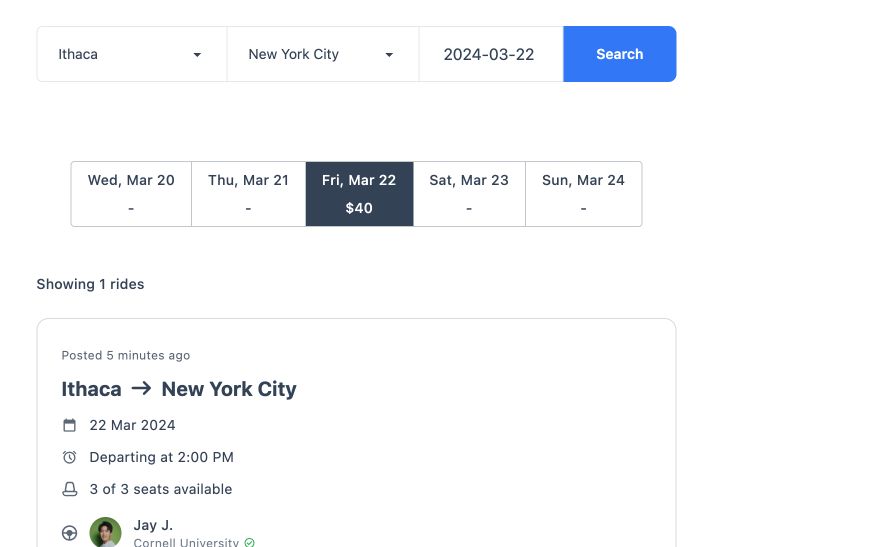 Ithaca New York City 2024-03-22 Search
Wed, Mar 20 Thu, Mar 21 Fri, Mar 22 Sat, Mar 23 Sun, Mar 24
- - $40 - -
Showing 1 rides
Posted 5 minutes ago
Ithaca → New York City
22 Mar 2024
Departing at 2:00 PM
3 of 3 seats available
Jay J.
Cornell University